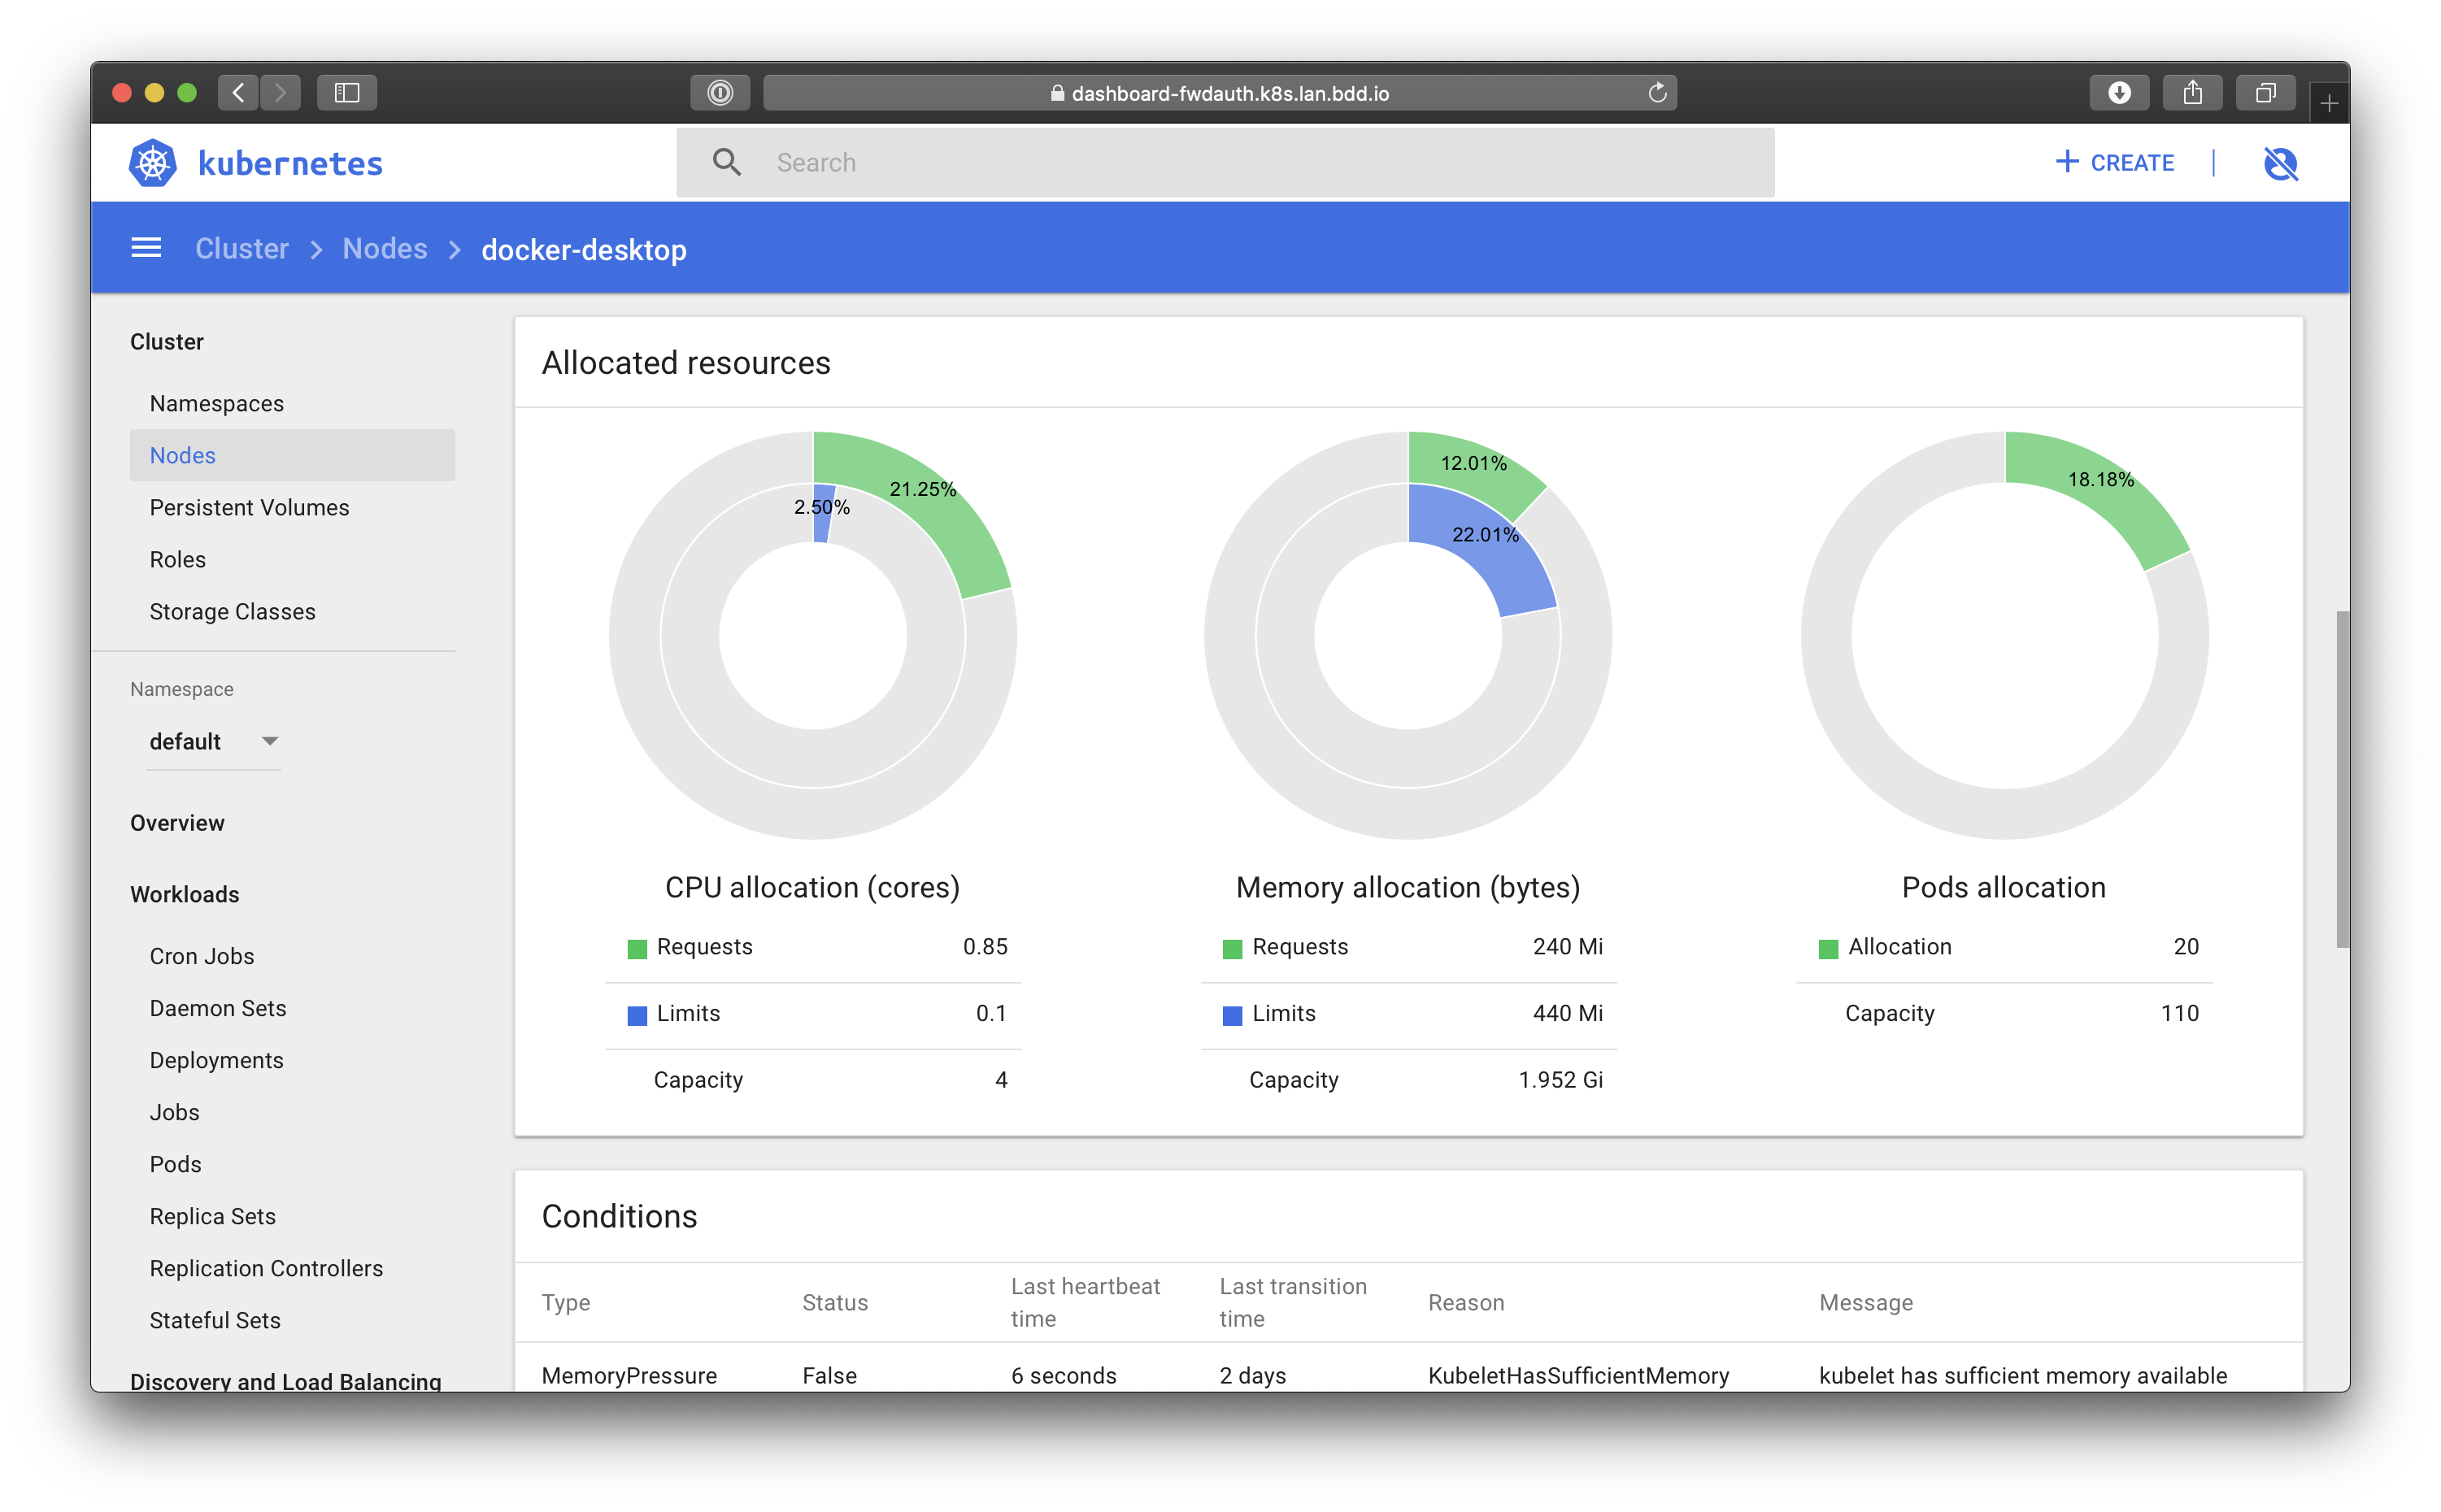 dashboard-fwdauth.k8s.lan.bdd.io
kubernetes
Search
CREATE
Cluster
Nodes
docker-desktop
Cluster
Namespaces
Nodes
Persistent Volumes
Roles
Storage Classes
Namespace
default
Overview
Workloads
Cron Jobs
Daemon Sets
Deployments
Jobs
Pods
Replica Sets
Replication Controllers
Stateful Sets
Discovery and Load Balancing
Allocated resources
21.25%
2.50%
CPU allocation (cores)
Requests 0.85
Limits 0.1
Capacity 4
12.01%
22.01%
Memory allocation (bytes)
Requests 240 Mi
Limits 440 Mi
Capacity 1.952 Gi
18.18%
Pods allocation
Allocation 20
Capacity 110
Conditions
Type Status Last heartbeat time Last transition time Reason Message
MemoryPressure False 6 seconds 2 days KubeletHasSufficientMemory kubelet has sufficient memory available